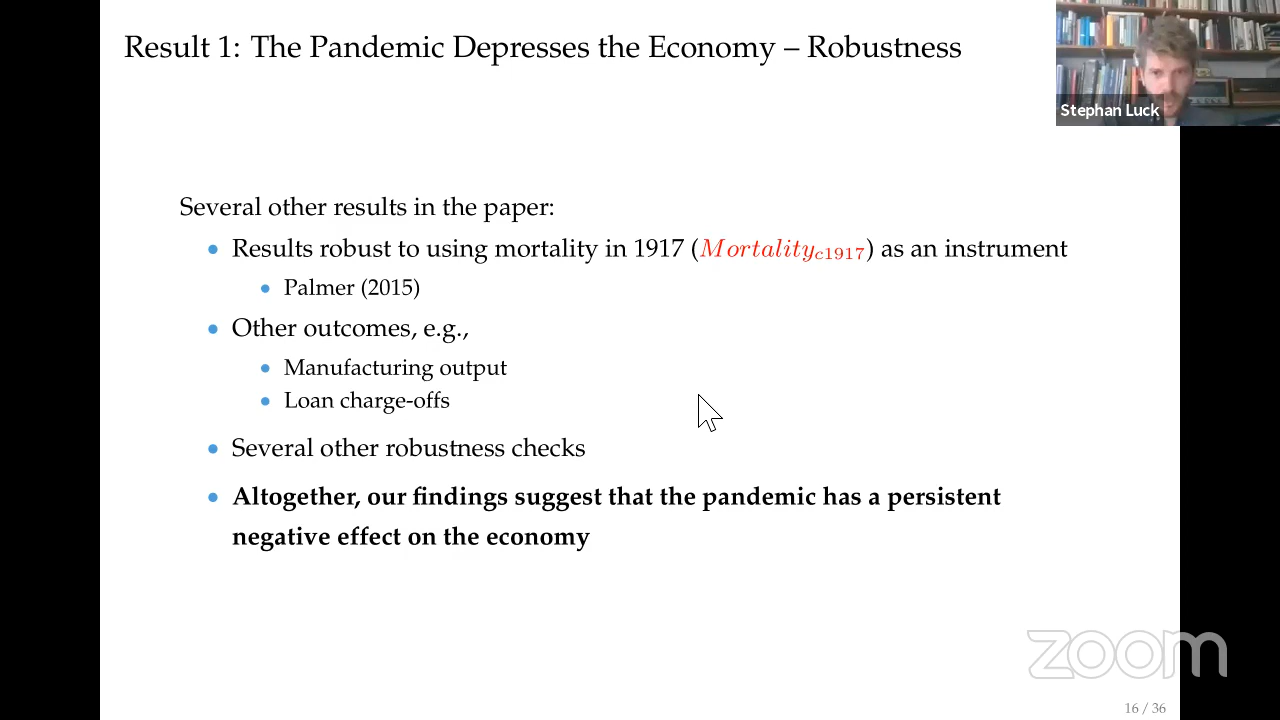 Result 1: The Pandemic Depresses the Economy – Robustness
Stephan Luck
Several other results in the paper:
• Results robust to using mortality in 1917 (Mortality_{c1917}) as an instrument
• Palmer (2015)
• Other outcomes, e.g.,
• Manufacturing output
• Loan charge-offs
• Several other robustness checks
• Altogether, our findings suggest that the pandemic has a persistent
negative effect on the economy
zoom
16 / 36